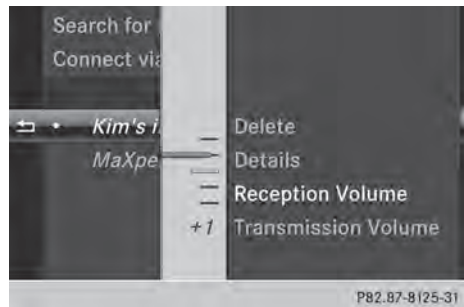 Search for
Connect via
Kim's i
MaXpe
Delete
Details
Reception Volume
+1 Transmission Volume
P82.87-8125-31